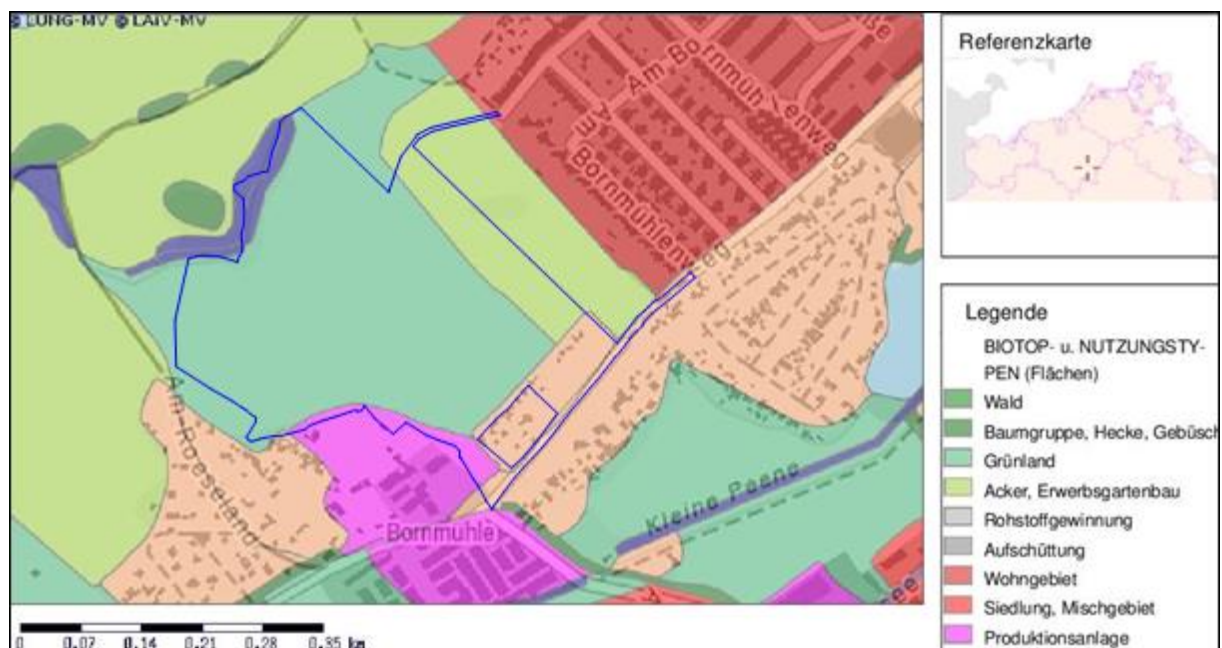 © LUNG-MV © LAiV-MV
Am Bornmühlenweg
Am Bornmühlenweg
Am Röseland
Bornmühle
Kleine Peene
0 0.07 0.14 0.21 0.28 0.35 km
Referenzkarte
Legende
BIOTOP- u. NUTZUNGSTY-
PEN (Flächen)
Wald
Baumgruppe, Hecke, Gebüsch
Grünland
Acker, Erwerbsgartenbau
Rohstoffgewinnung
Aufschüttung
Wohngebiet
Siedlung, Mischgebiet
Produktionsanlage